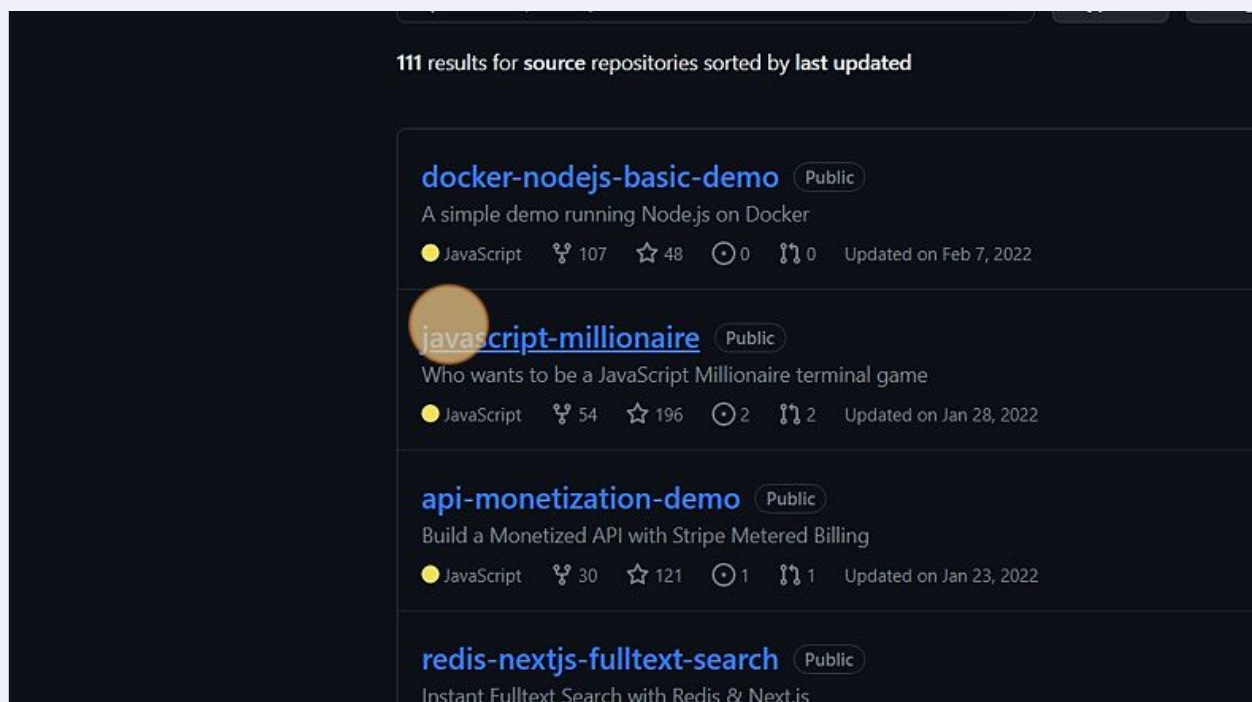 111 results for source repositories sorted by last updated
docker-nodejs-basic-demo Public
A simple demo running Node.js on Docker
JavaScript 107 48 0 0 Updated on Feb 7, 2022
javascript-millionaire Public
Who wants to be a JavaScript Millionaire terminal game
JavaScript 54 196 2 2 Updated on Jan 28, 2022
api-monetization-demo Public
Build a Monetized API with Stripe Metered Billing
JavaScript 30 121 1 1 Updated on Jan 23, 2022
redis-nextjs-fulltext-search Public
Instant Fulltext Search with Redis & Next.js